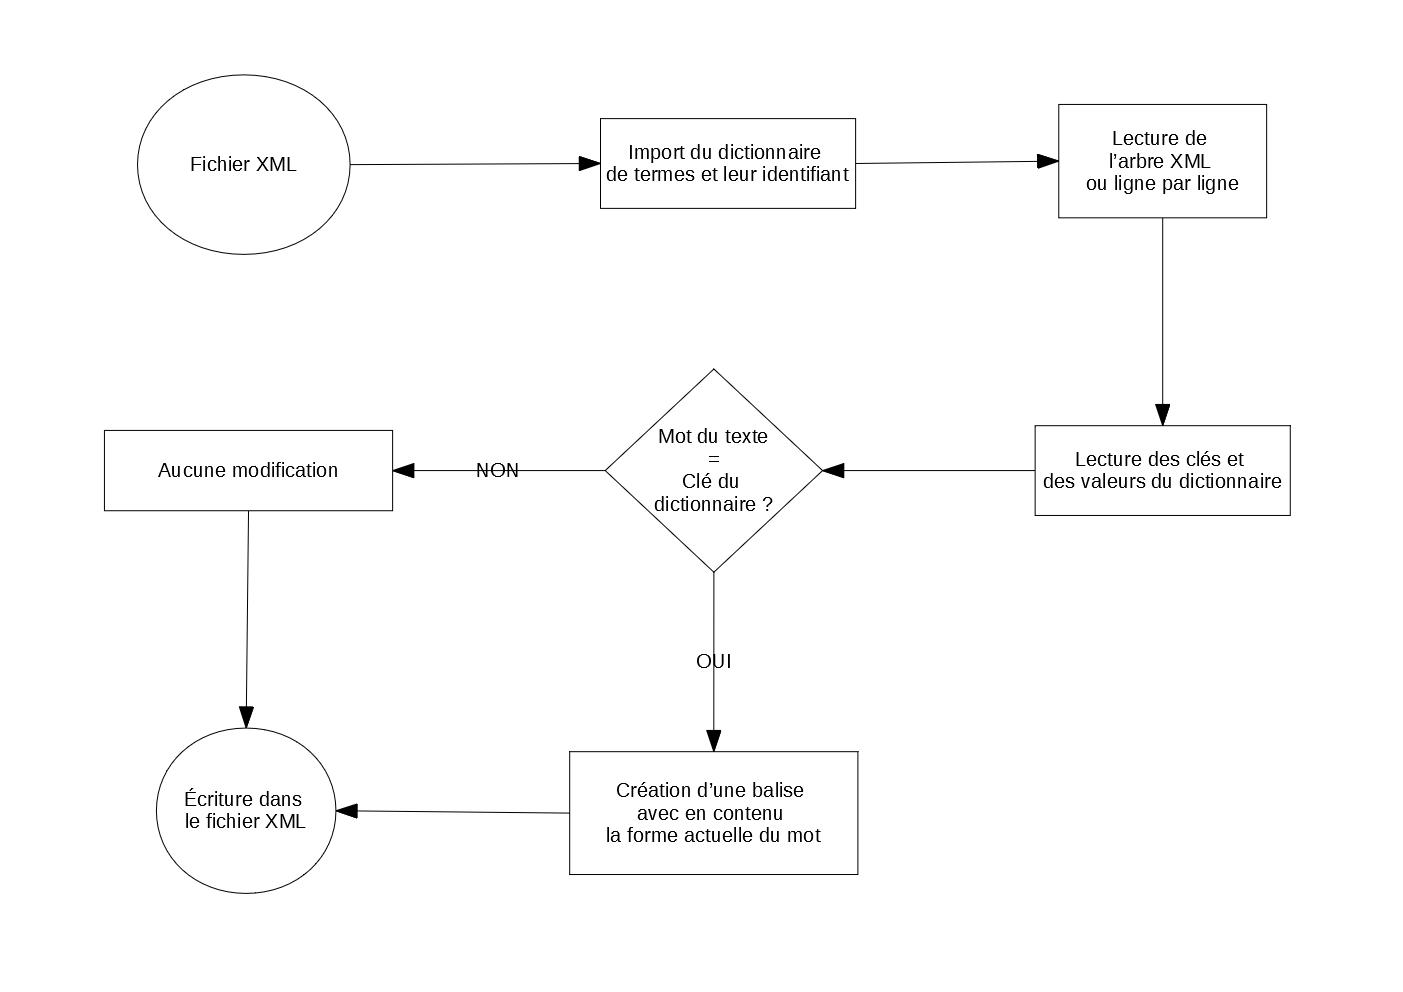 Fichier XML
Import du dictionnaire
de termes et leur identifiant
Lecture de
l’arbre XML
ou ligne par ligne
Lecture des clés et
des valeurs du dictionnaire
Mot du texte
=
Clé du
dictionnaire ?
NON
Aucune modification
OUI
Création d’une balise
avec en contenu
la forme actuelle du mot
Écriture dans
le fichier XML